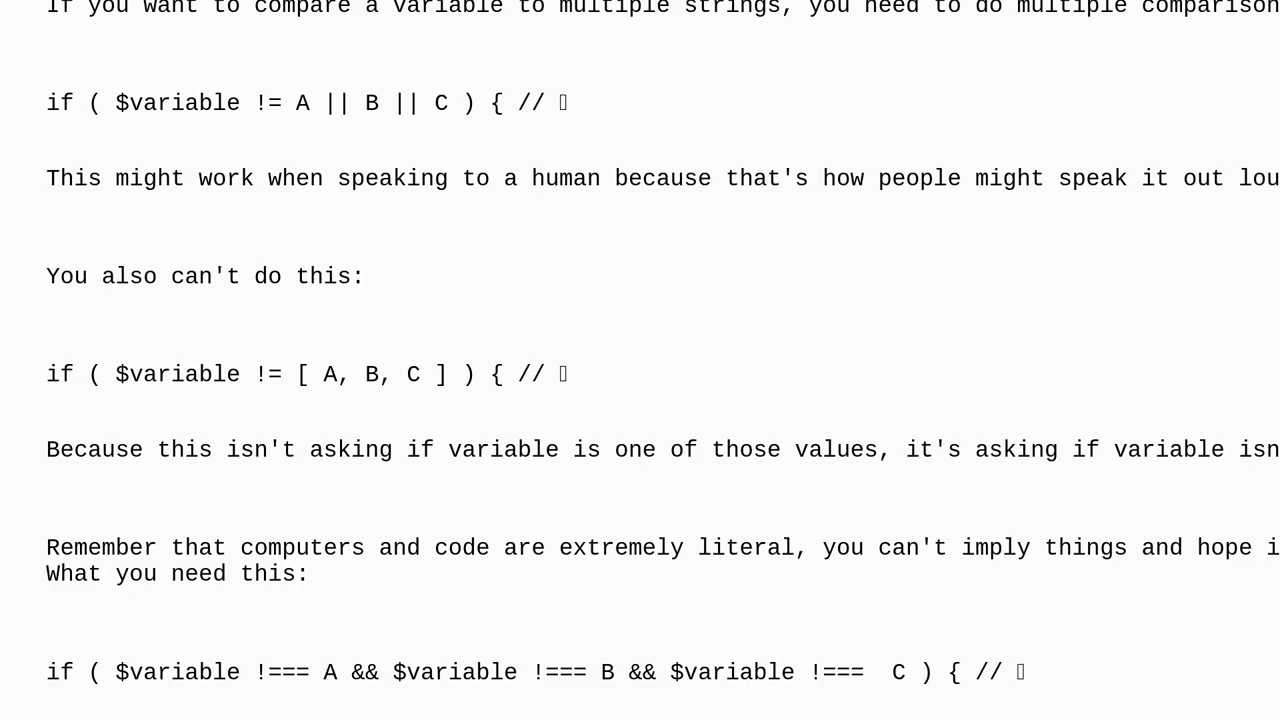 If you want to compare a variable to multiple strings, you need to do multiple comparison
if ( $variable != A || B || C ) { //
This might work when speaking to a human because that's how people might speak it out lou
You also can't do this:
if ( $variable != [ A, B, C ] ) { //
Because this isn't asking if variable is one of those values, it's asking if variable isn
Remember that computers and code are extremely literal, you can't imply things and hope i
What you need this:
if ( $variable !=== A && $variable !=== B && $variable !===  C ) { //